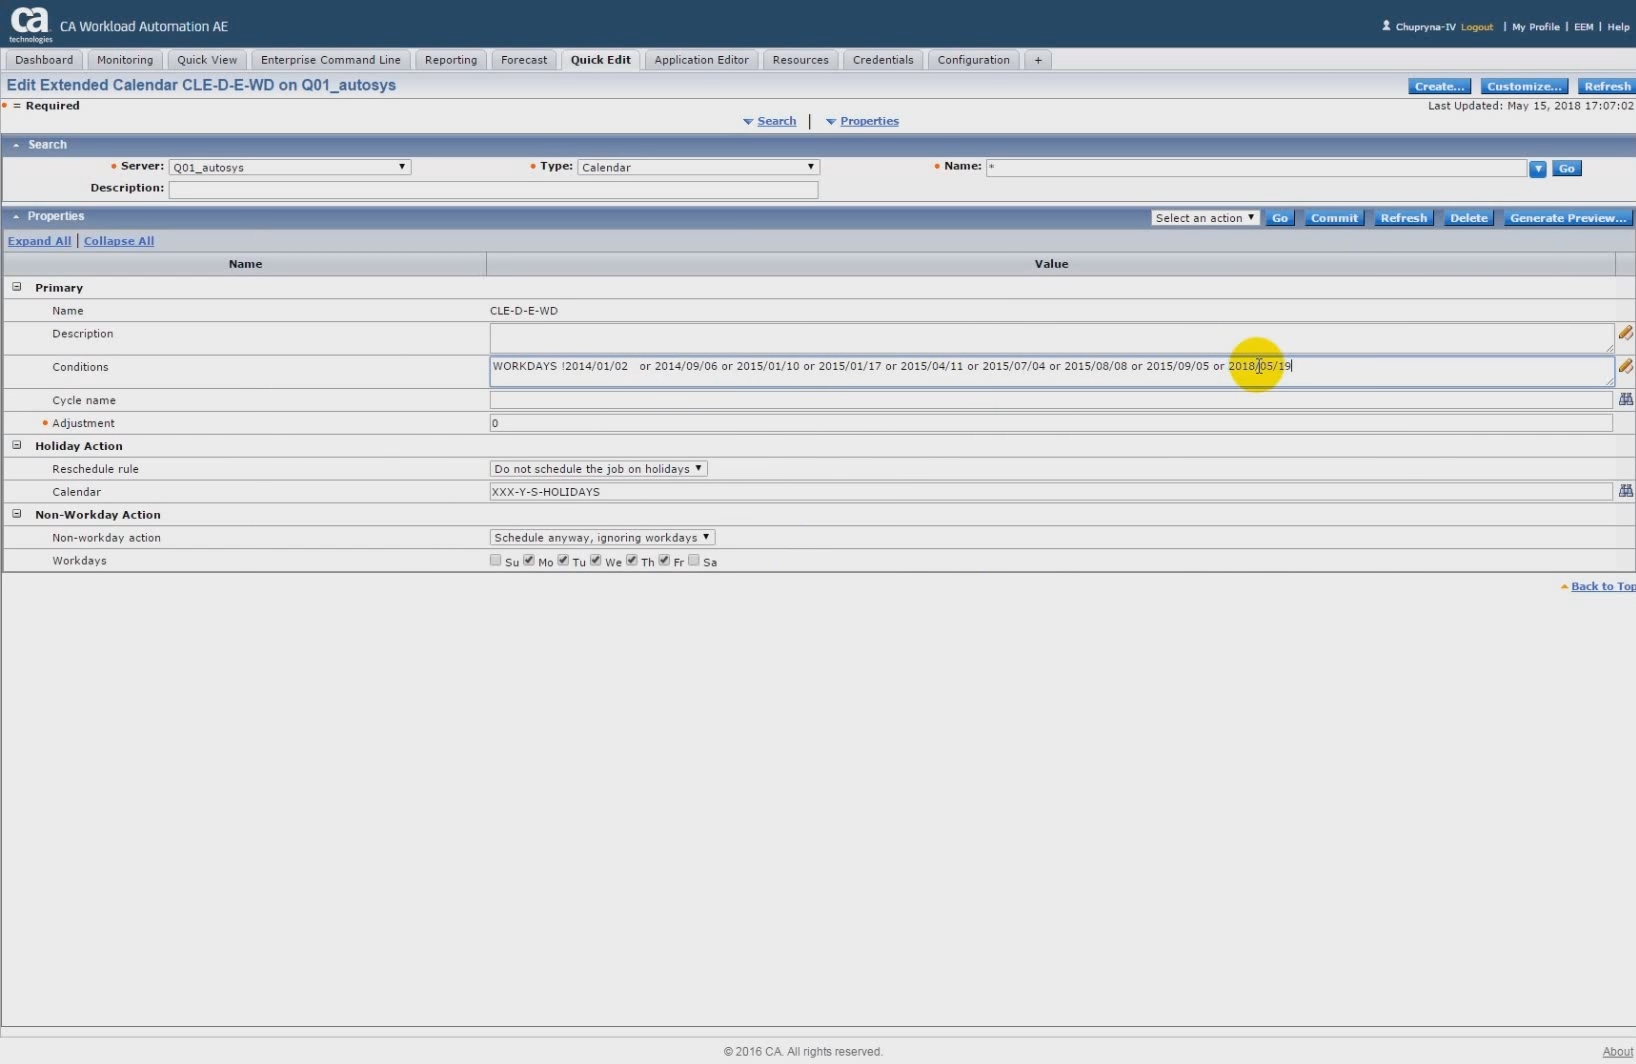 ca
technologies
CA Workload Automation AE
Chupryna-IV Logout | My Profile | EEM | Help
Dashboard Monitoring Quick View Enterprise Command Line Reporting Forecast Quick Edit Application Editor Resources Credentials Configuration +
Edit Extended Calendar CLE-D-E-WD on Q01_autosys
Create... Customize... Refresh
= Required
Last Updated: May 15, 2018 17:07:02
Search | Properties
Search
Server: Q01_autosys Type: Calendar Name: * Go
Description:
Properties
Select an action Go Commit Refresh Delete Generate Preview...
Expand All | Collapse All
Name Value
Primary
Name CLE-D-E-WD
Description
Conditions WORKDAYS !2014/01/02 or 2014/09/06 or 2015/01/10 or 2015/01/17 or 2015/04/11 or 2015/07/04 or 2015/08/08 or 2015/09/05 or 2018/05/19
Cycle name
Adjustment 0
Holiday Action
Reschedule rule Do not schedule the job on holidays
Calendar XXX-Y-S-HOLIDAYS
Non-Workday Action
Non-workday action Schedule anyway, ignoring workdays
Workdays Su Mo Tu We Th Fr Sa
Back to Top
© 2016 CA. All rights reserved.
About